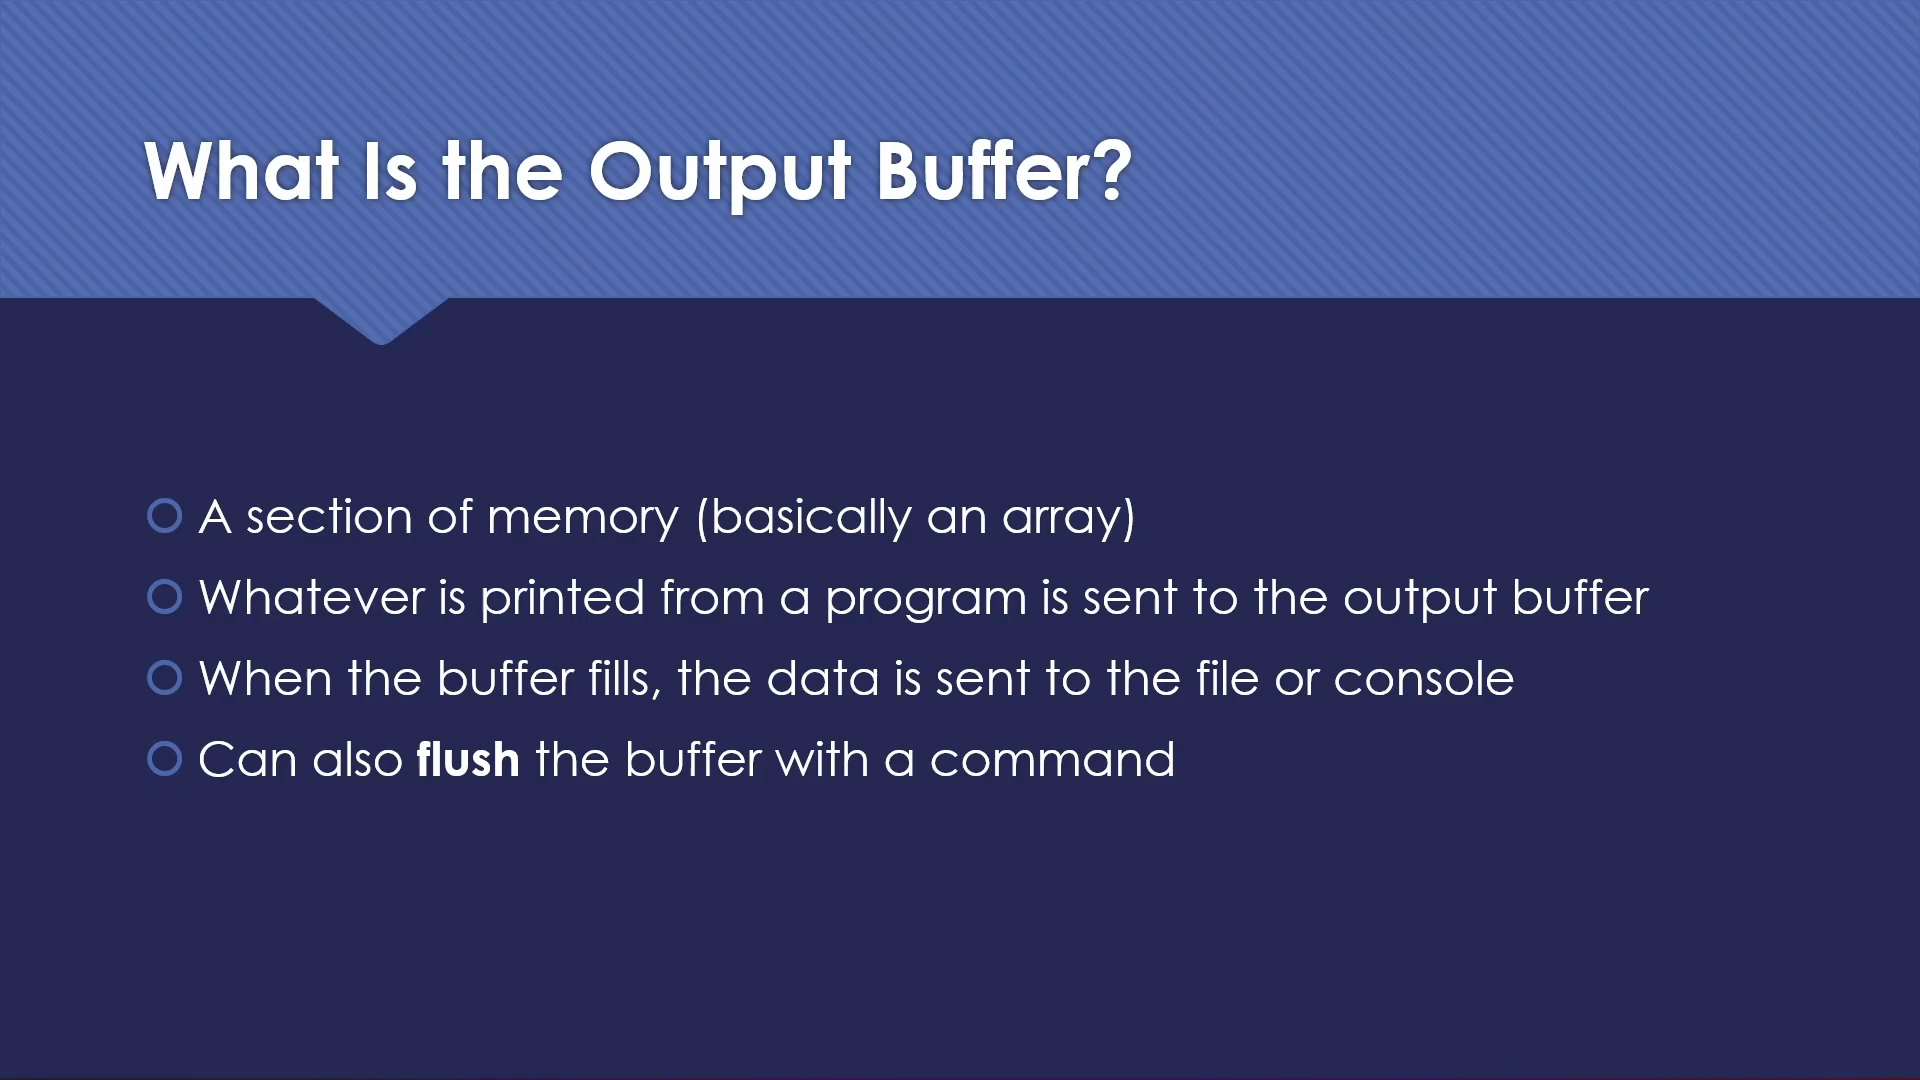 What Is the Output Buffer?
A section of memory (basically an array)
Whatever is printed from a program is sent to the output buffer
When the buffer fills, the data is sent to the file or console
Can also flush the buffer with a command